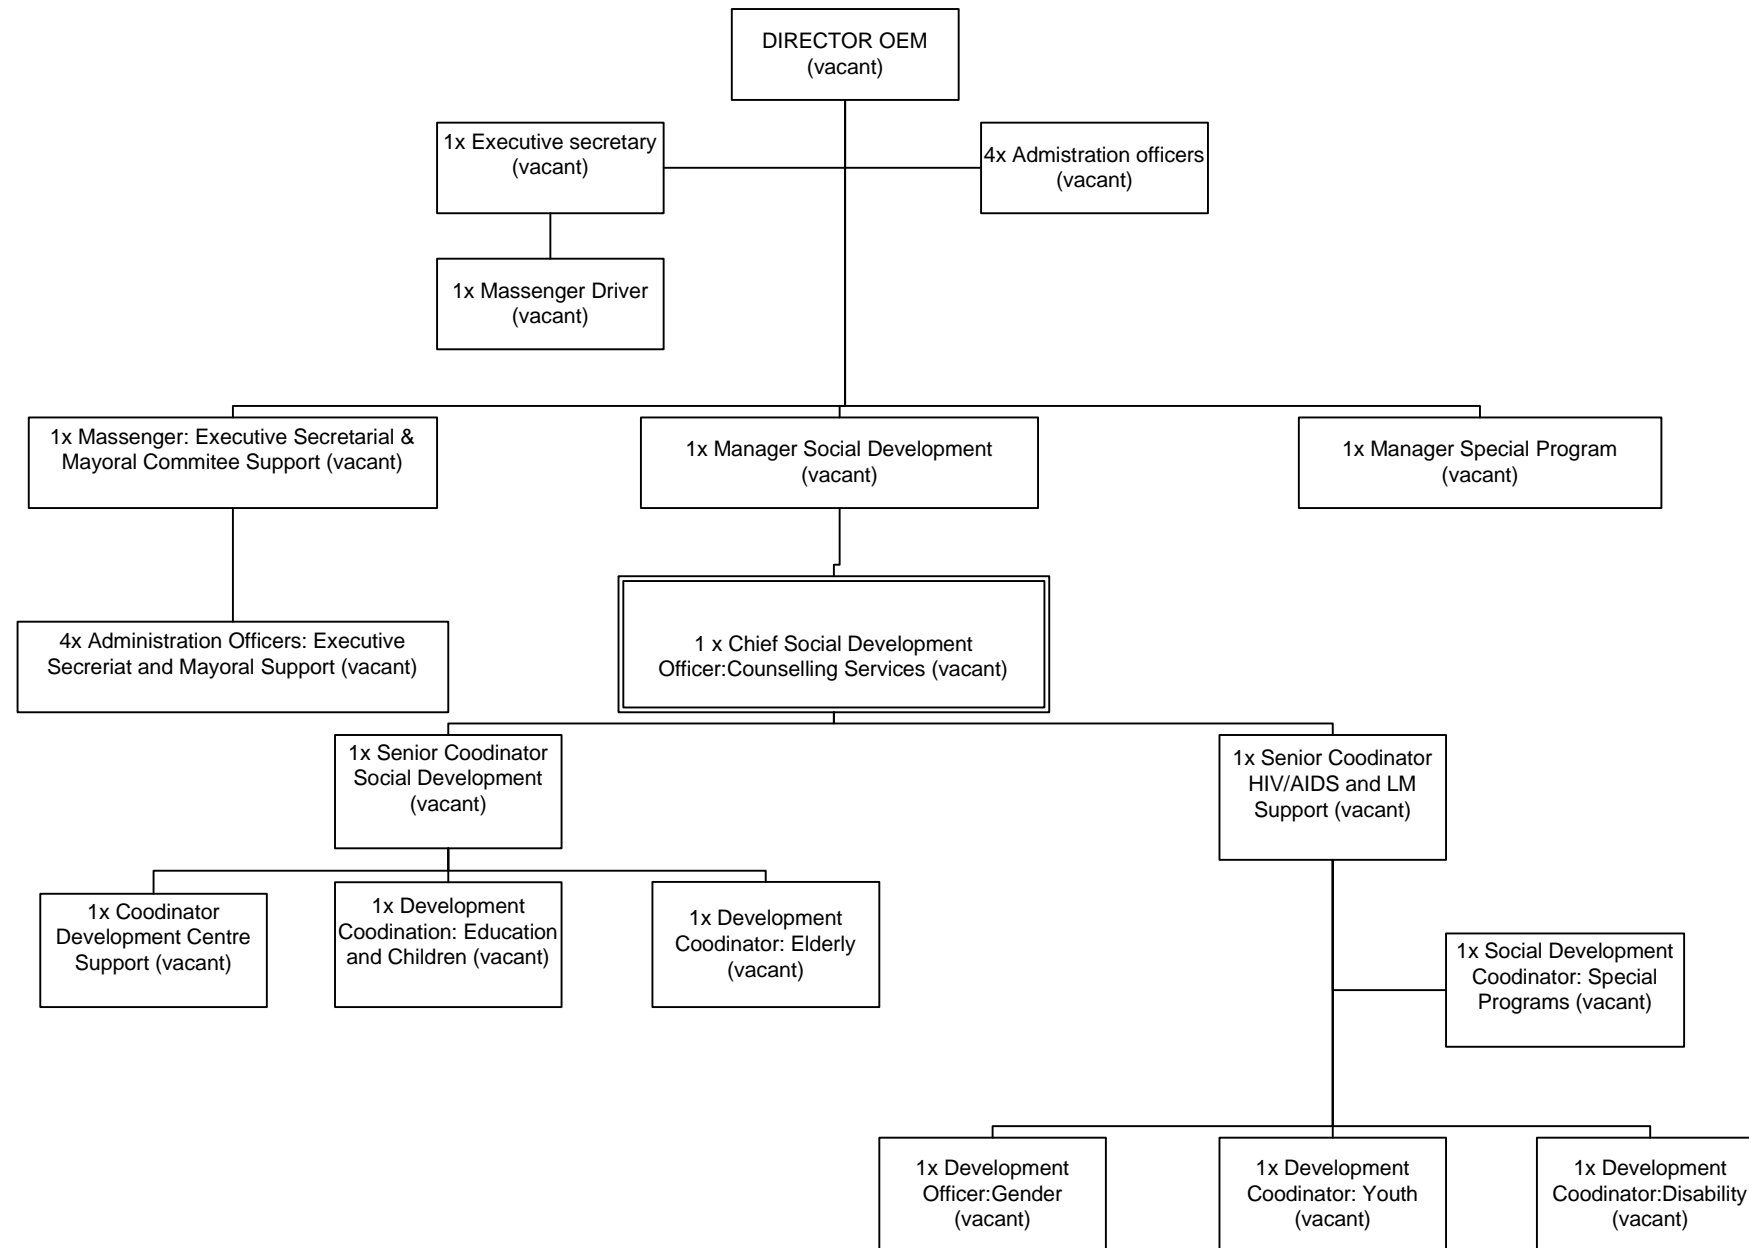 DIRECTOR OEM
(vacant)
1x Executive secretary
(vacant)
4x Admistration officers
(vacant)
1x Massenger Driver
(vacant)
1x Massenger: Executive Secretarial &
Mayoral Commitee Support (vacant)
1x Manager Social Development
(vacant)
1x Manager Special Program
(vacant)
4x Administration Officers: Executive
Secreriat and Mayoral Support (vacant)
1 x Chief Social Development
Officer:Counselling Services (vacant)
1x Senior Coodinator
Social Development
(vacant)
1x Senior Coodinator
HIV/AIDS and LM
Support (vacant)
1x Coodinator
Development Centre
Support (vacant)
1x Development
Coodination: Education
and Children (vacant)
1x Development
Coodinator: Elderly
(vacant)
1x Social Development
Coodinator: Special
Programs (vacant)
1x Development
Officer:Gender
(vacant)
1x Development
Coodinator: Youth
(vacant)
1x Development
Coodinator:Disability
(vacant)